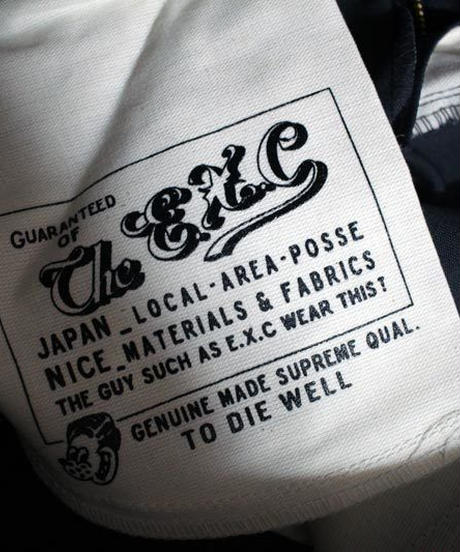 GUARANTEED
OF
The E.X.C
JAPAN_LOCAL-AREA-POSSE
NICE_MATERIALS & FABRICS
THE GUY SUCH AS E.X.C WEAR THIS?
GENUINE MADE SUPREME QUAL.
TO DIE WELL